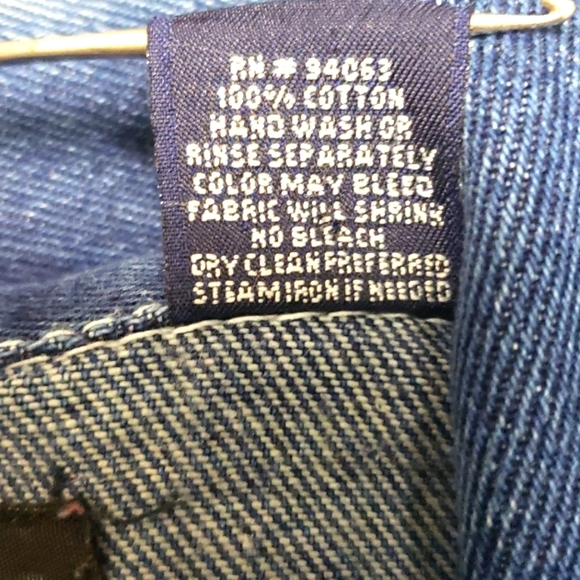 RN # 94063
100% COTTON
HAND WASH OR
RINSE SEPARATELY
COLOR MAY BLEED
FABRIC WILL SHRINK
NO BLEACH
DRY CLEAN PREFERRED
STEAM IRON IF NEEDED